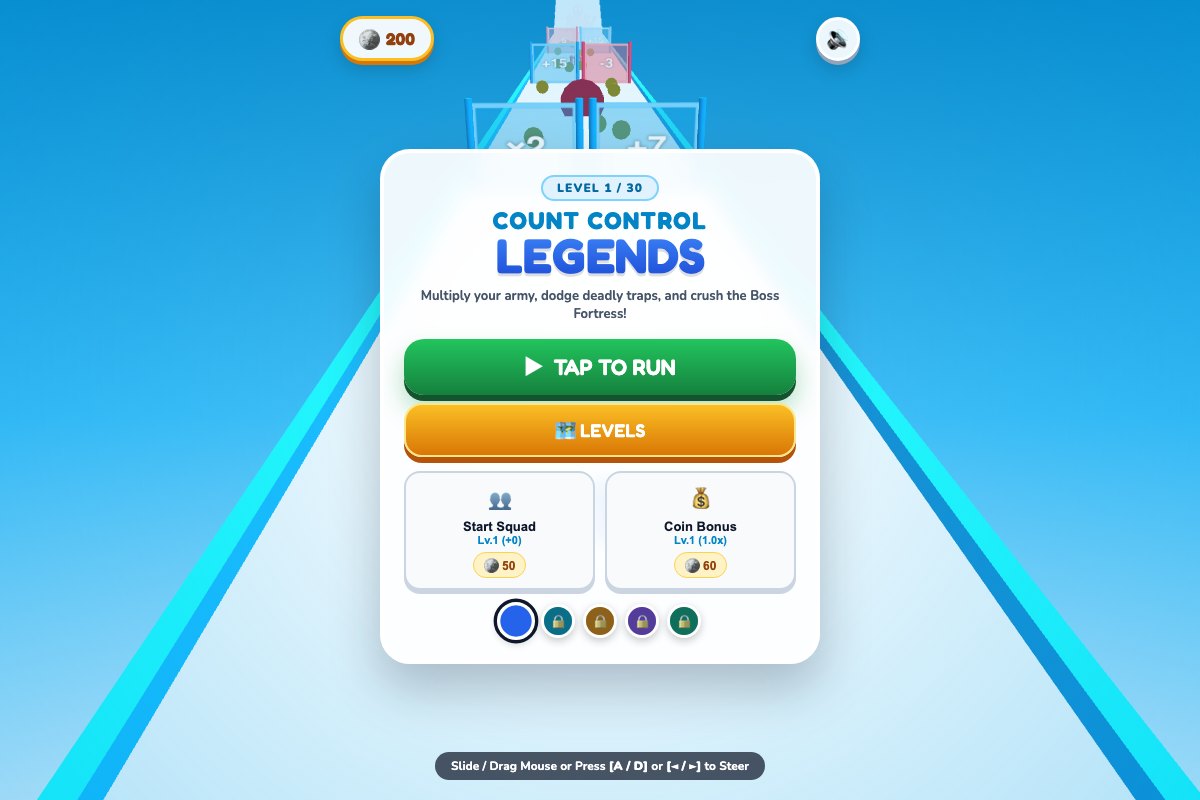 200
+15
-3
×2
+7
LEVEL 1 / 30
COUNT CONTROL
LEGENDS
Multiply your army, dodge deadly traps, and crush the Boss
Fortress!
▶ TAP TO RUN
LEVELS
Start Squad
Lv.1 (+0)
50
Coin Bonus
Lv.1 (1.0x)
60
Slide / Drag Mouse or Press [A / D] or [◄ / ►] to Steer